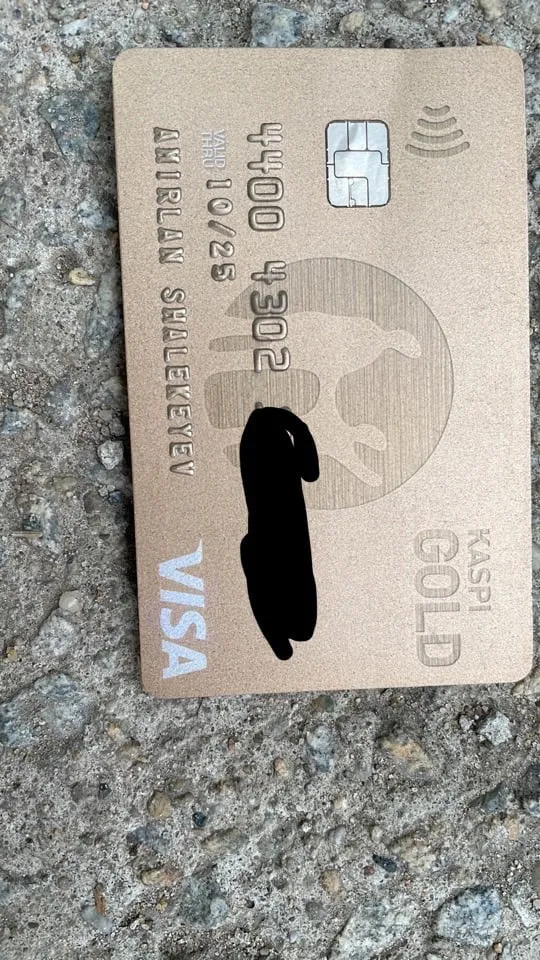 KASPI
GOLD
4400 4302
VALID
THRU 10/25
AMIRLAN SHALEKEYEV
VISA